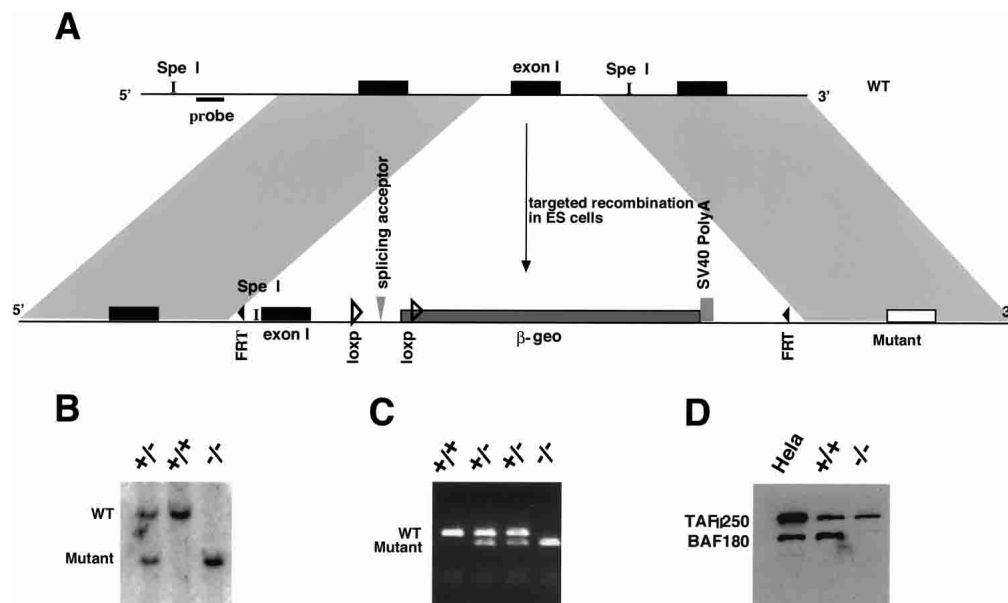 A
Spe I
exon I
Spe I
5'
3'
WT
probe
splicing acceptor
targeted recombination
in ES cells
SV40 PolyA
5'
Spe I
3'
FRT
exon I
loxp
loxp
β-geo
FRT
Mutant
B
+/- +/+ -/-
WT
Mutant
C
+/+ +/- +/- -/-
WT
Mutant
D
Hela +/+ -/-
BAF180